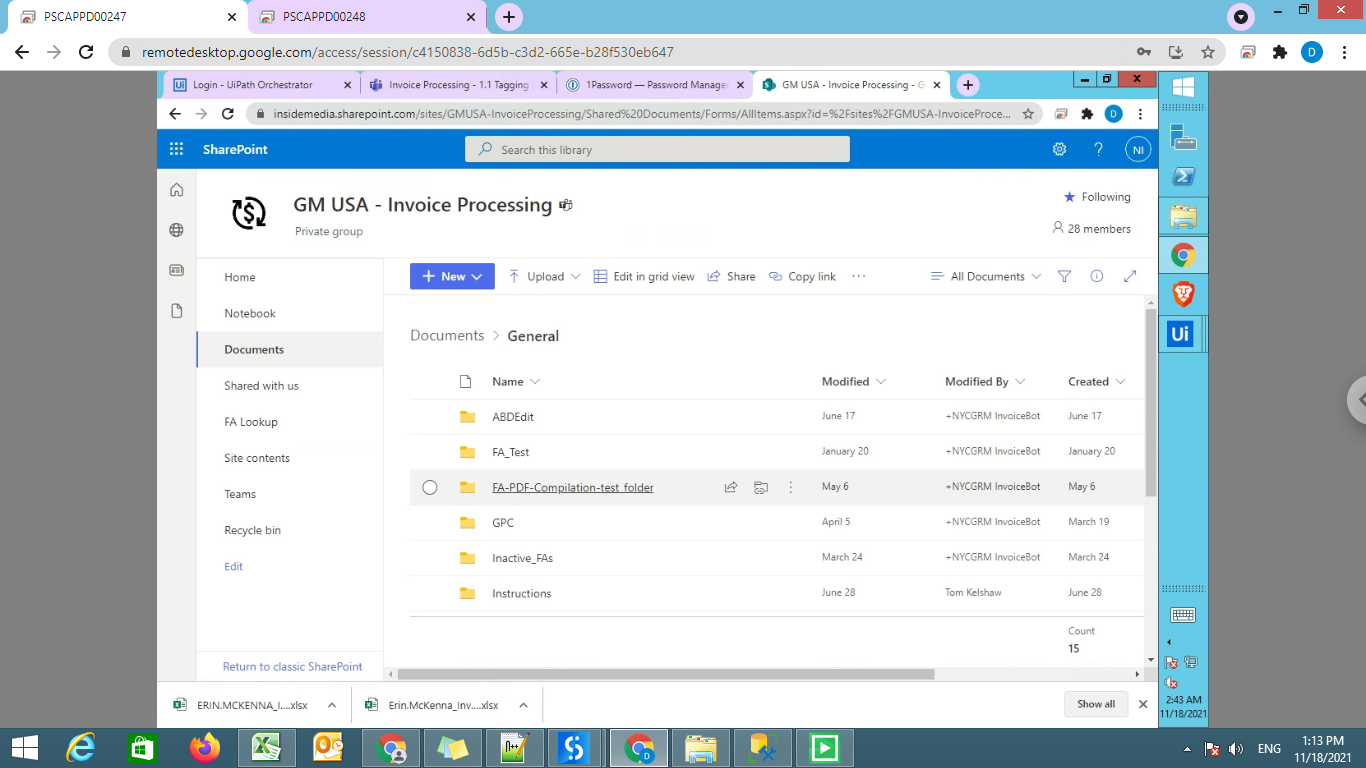 PSCAPPD00247
PSCAPPD00248
remotedesktop.google.com/access/session/c4150838-6d5b-c3d2-665e-b28f530eb647
D
Login - UiPath Orchestrator
Invoice Processing - 1.1 Tagging
1Password — Password Manage
GM USA - Invoice Processing - G
insidemedia.sharepoint.com/sites/GMUSA-InvoiceProcessing/Shared%20Documents/Forms/AllItems.aspx?id=%2Fsites%2FGMUSA-InvoiceProce...
D
SharePoint
Search this library
NI
GM USA - Invoice Processing
Following
Private group
28 members
Home
Notebook
Documents
Shared with us
FA Lookup
Site contents
Teams
Recycle bin
Edit
Return to classic SharePoint
New
Upload
Edit in grid view
Share
Copy link
All Documents
Documents > General
Name Modified Modified By Created
ABDEdit June 17 +NYCGRM InvoiceBot June 17
FA_Test January 20 +NYCGRM InvoiceBot January 20
FA-PDF-Compilation-test_folder May 6 +NYCGRM InvoiceBot May 6
GPC April 5 +NYCGRM InvoiceBot March 19
Inactive_FAs March 24 +NYCGRM InvoiceBot March 24
Instructions June 28 Tom Kelshaw June 28
Count
15
ERIN.MCKENNA_I....xlsx
Erin.McKenna_Inv....xlsx
Show all
Ui
2:43 AM
11/18/2021
ENG
1:13 PM
11/18/2021